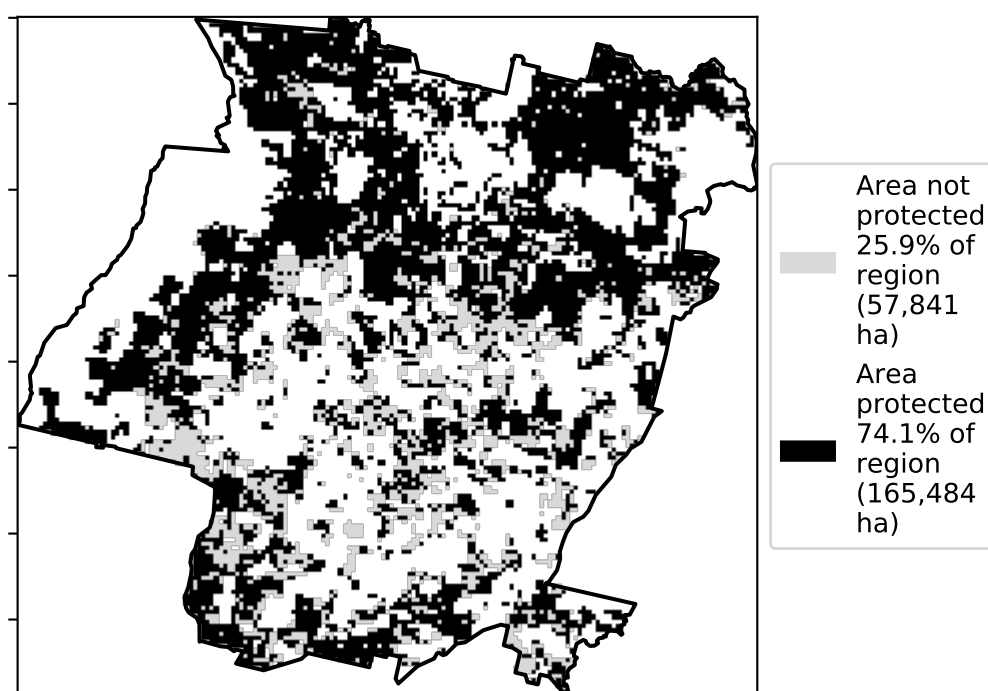 Area not
protected
25.9% of
region
(57,841
ha)
Area
protected
74.1% of
region
(165,484
ha)